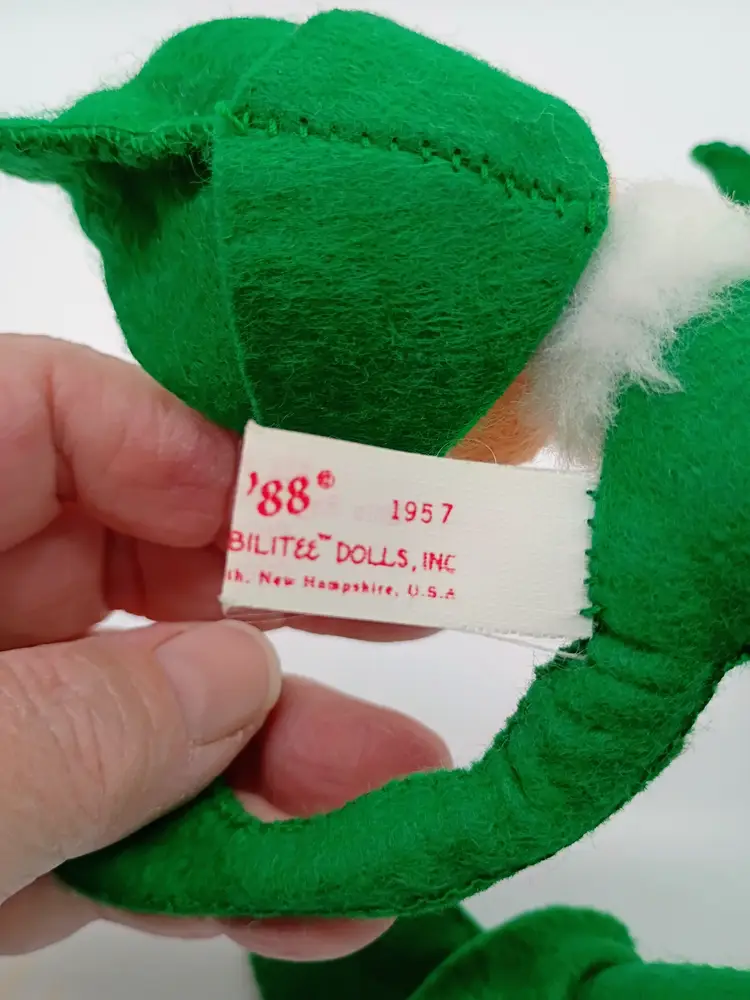 '88© 1957
BILITEE™ DOLLS, INC
th. New Hampshire, U.S.A